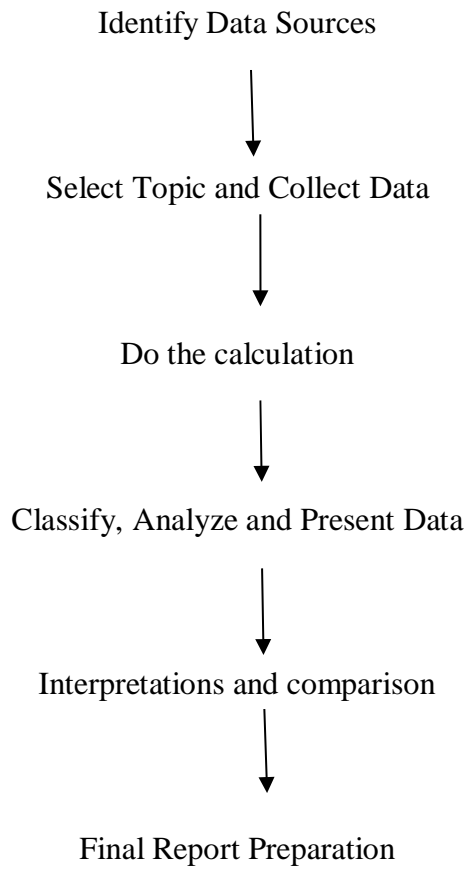 Identify Data Sources
Select Topic and Collect Data
Do the calculation
Classify, Analyze and Present Data
Interpretations and comparison
Final Report Preparation